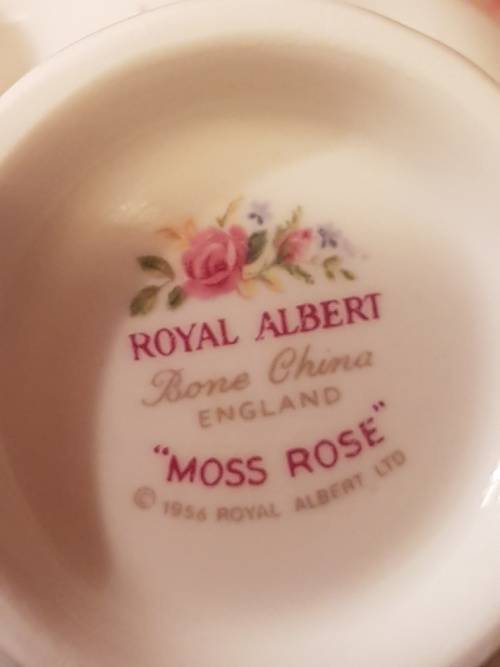 ROYAL ALBERT
Bone China
ENGLAND
"MOSS ROSE"
© 1956 ROYAL ALBERT LTD